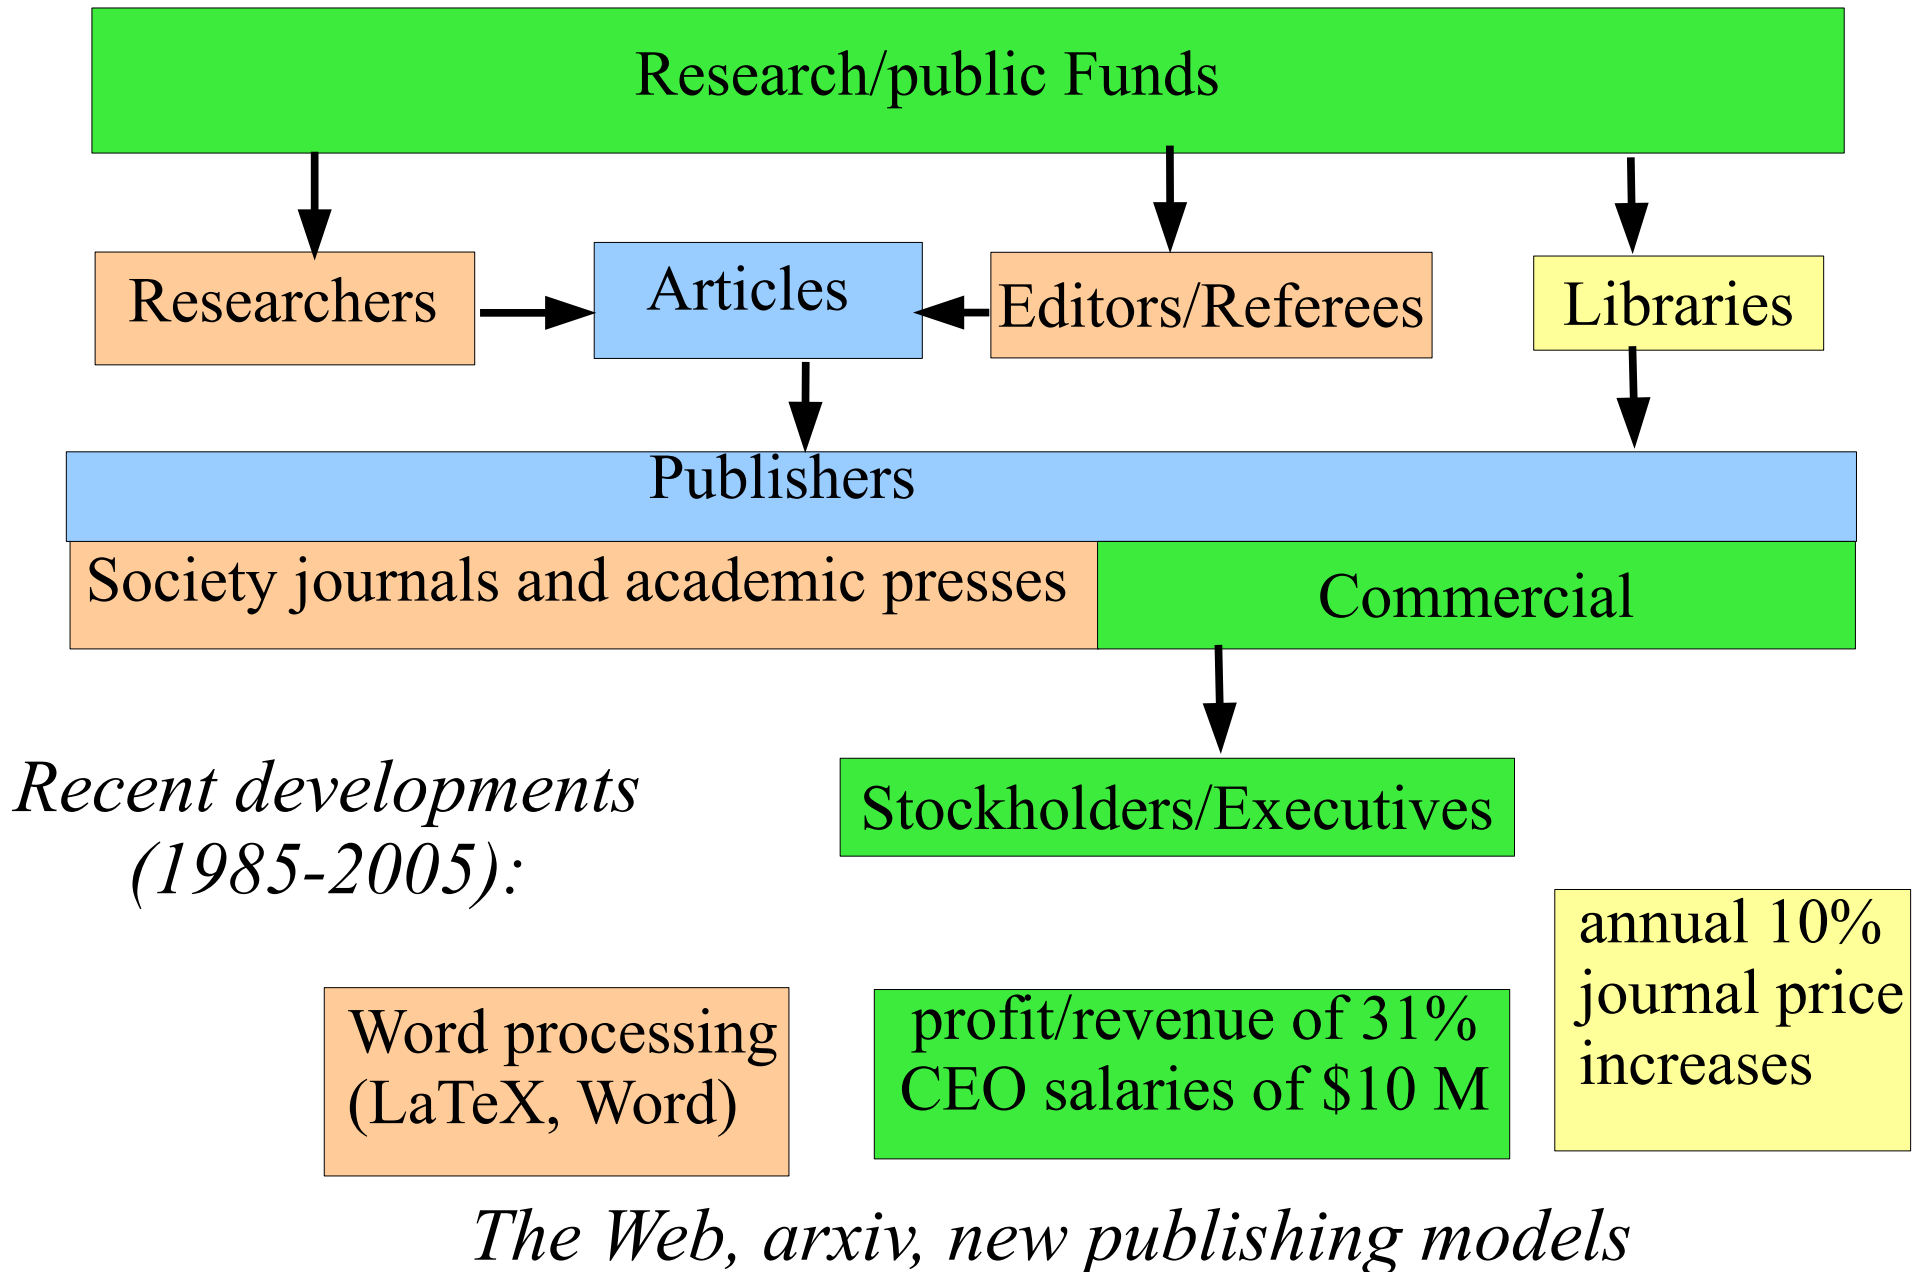 Research/public Funds
Researchers
Articles
Editors/Referees
Libraries
Publishers
Society journals and academic presses
Commercial
Stockholders/Executives
Recent developments
(1985-2005):
Word processing
(LaTeX, Word)
profit/revenue of 31%
CEO salaries of $10 M
annual 10%
journal price
increases
The Web, arxiv, new publishing models